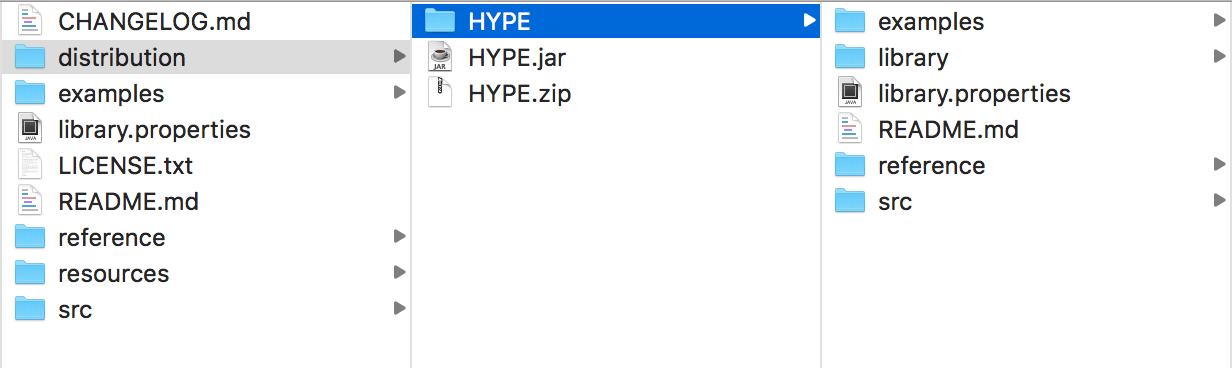 CHANGELOG.md
distribution
examples
library.properties
LICENSE.txt
README.md
reference
resources
src
HYPE
HYPE.jar
HYPE.zip
examples
library
library.properties
README.md
reference
src